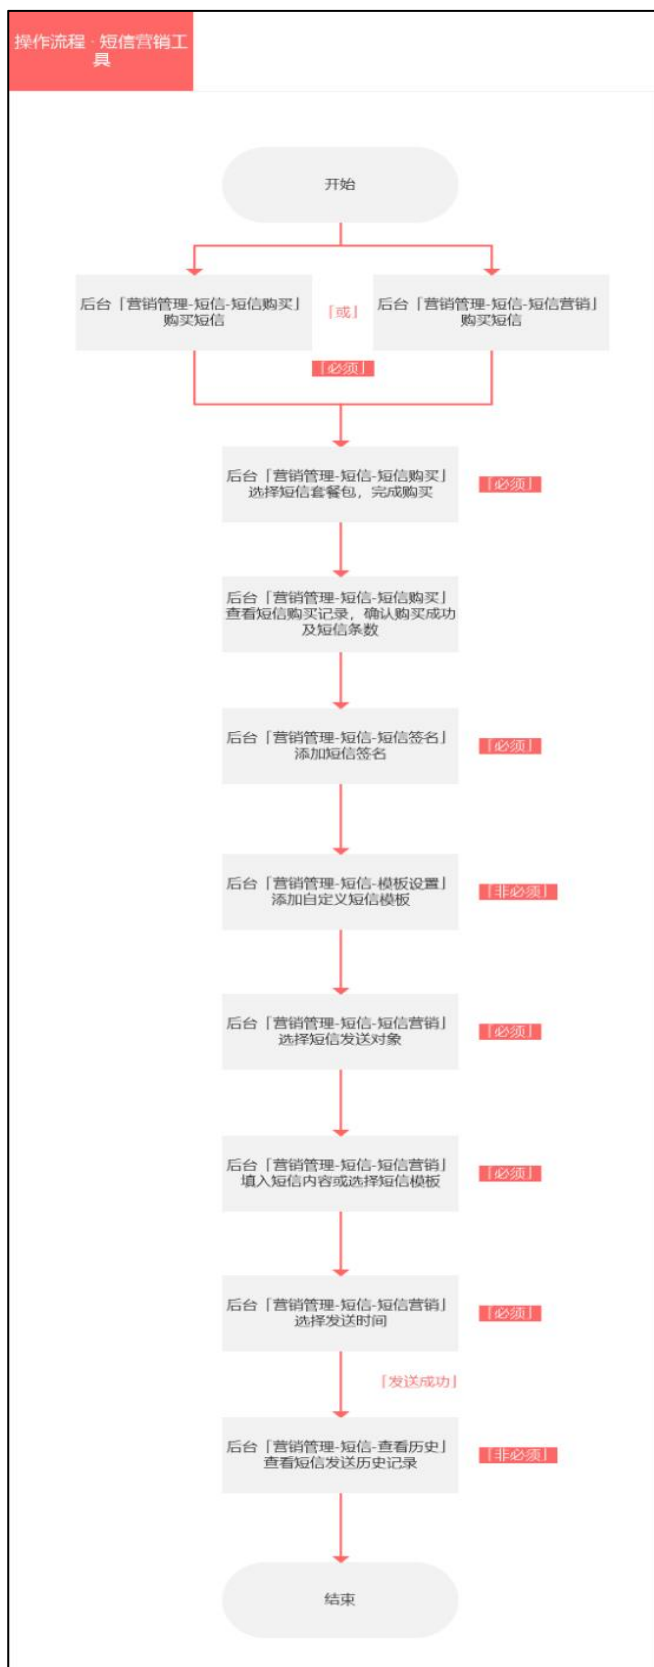 操作流程 - 短信营销工
具
开始
后台「营销管理-短信-短信购买」
购买短信
「或」
后台「营销管理-短信-短信营销」
购买短信
「必须」
后台「营销管理-短信-短信购买」
选择短信套餐包，完成购买
「必须」
后台「营销管理-短信-短信购买」
查看短信购买记录，确认购买成功
及短信条数
后台「营销管理-短信-短信签名」
添加短信签名
「必须」
后台「营销管理-短信-模板设置」
添加自定义短信模板
「非必须」
后台「营销管理-短信-短信营销」
选择短信发送对象
「必须」
后台「营销管理-短信-短信营销」
填入短信内容或选择短信模板
「必须」
后台「营销管理-短信-短信营销」
选择发送时间
「必须」
「发送成功」
后台「营销管理-短信-查看历史」
查看短信发送历史记录
「非必须」
结束